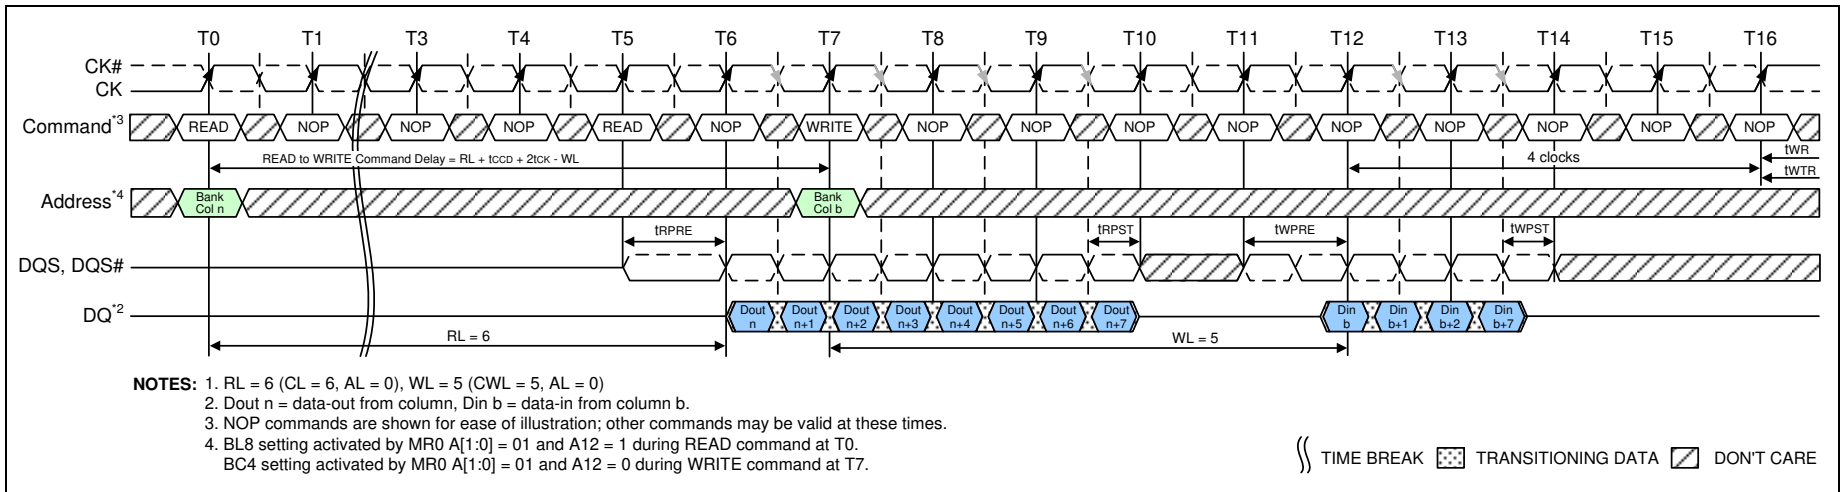 T0 T1 T3 T4 T5 T6 T7 T8 T9 T10 T11 T12 T13 T14 T15 T16
CK#
CK
Command*3 READ NOP NOP NOP READ NOP WRITE NOP NOP NOP NOP NOP NOP NOP NOP NOP
READ to WRITE Command Delay = RL + tCCD + 2tCK - WL
4 clocks
tWR
tWTR
Address*4 Bank Col n Bank Col b
tRPRE tRPST tWPRE tWPST
DQS, DQS#
DQ*2 Dout n Dout n+1 Dout n+2 Dout n+3 Dout n+4 Dout n+5 Dout n+6 Dout n+7 Din b Din b+1 Din b+2 Din b+7
RL = 6 WL = 5
NOTES: 1. RL = 6 (CL = 6, AL = 0), WL = 5 (CWL = 5, AL = 0)
2. Dout n = data-out from column, Din b = data-in from column b.
3. NOP commands are shown for ease of illustration; other commands may be valid at these times.
4. BL8 setting activated by MR0 A[1:0] = 01 and A12 = 1 during READ command at T0.
BC4 setting activated by MR0 A[1:0] = 01 and A12 = 0 during WRITE command at T7.
TIME BREAK TRANSITIONING DATA DON'T CARE